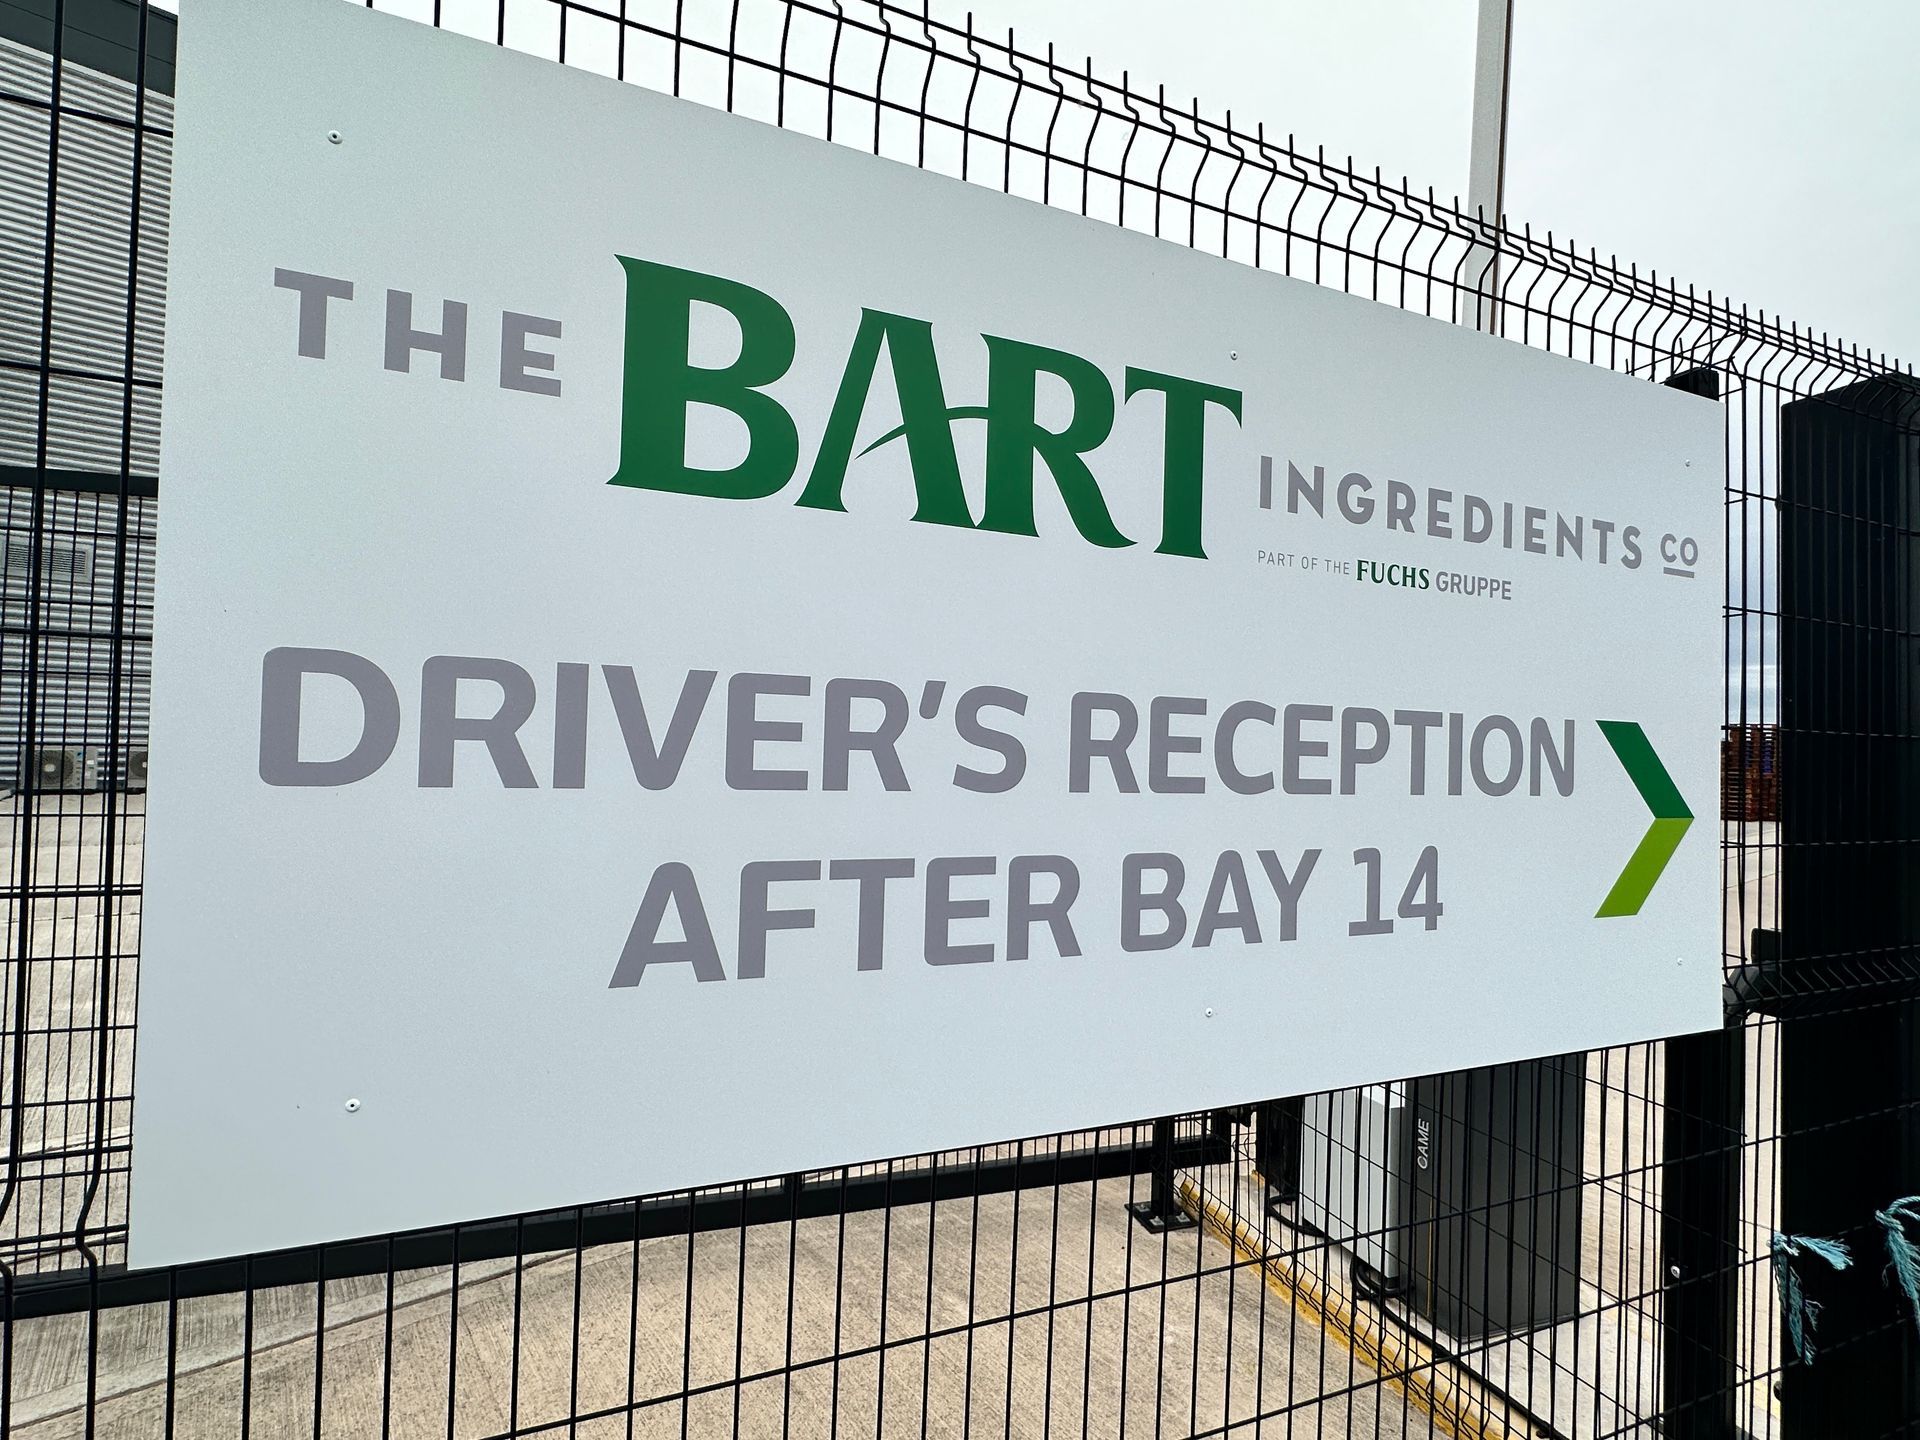 THE BART INGREDIENTS CO
PART OF THE FUCHS GRUPPE
DRIVER'S RECEPTION
AFTER BAY 14
CAME